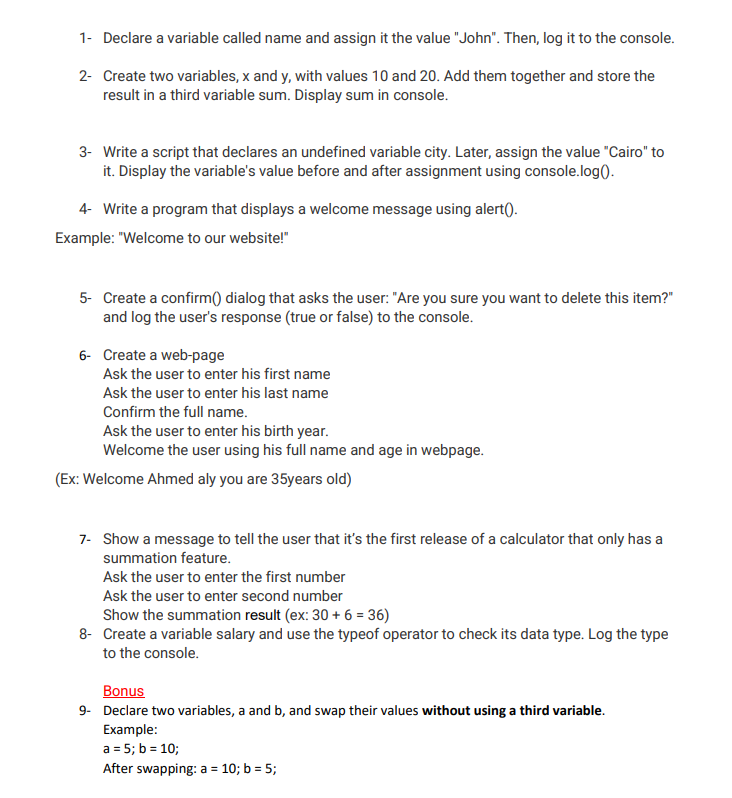 1- Declare a variable called name and assign it the value "John". Then, log it to the console.
2- Create two variables, x and y, with values 10 and 20. Add them together and store the
result in a third variable sum. Display sum in console.
3- Write a script that declares an undefined variable city. Later, assign the value "Cairo" to
it. Display the variable's value before and after assignment using console.log().
4- Write a program that displays a welcome message using alert().
Example: "Welcome to our website!"
5- Create a confirm() dialog that asks the user: "Are you sure you want to delete this item?"
and log the user's response (true or false) to the console.
6- Create a web-page
Ask the user to enter his first name
Ask the user to enter his last name
Confirm the full name.
Ask the user to enter his birth year.
Welcome the user using his full name and age in webpage.
(Ex: Welcome Ahmed aly you are 35years old)
7- Show a message to tell the user that it’s the first release of a calculator that only has a
summation feature.
Ask the user to enter the first number
Ask the user to enter second number
Show the summation result (ex: 30 + 6 = 36)
8- Create a variable salary and use the typeof operator to check its data type. Log the type
to the console.
Bonus
9- Declare two variables, a and b, and swap their values without using a third variable.
Example:
a = 5; b = 10;
After swapping: a = 10; b = 5;